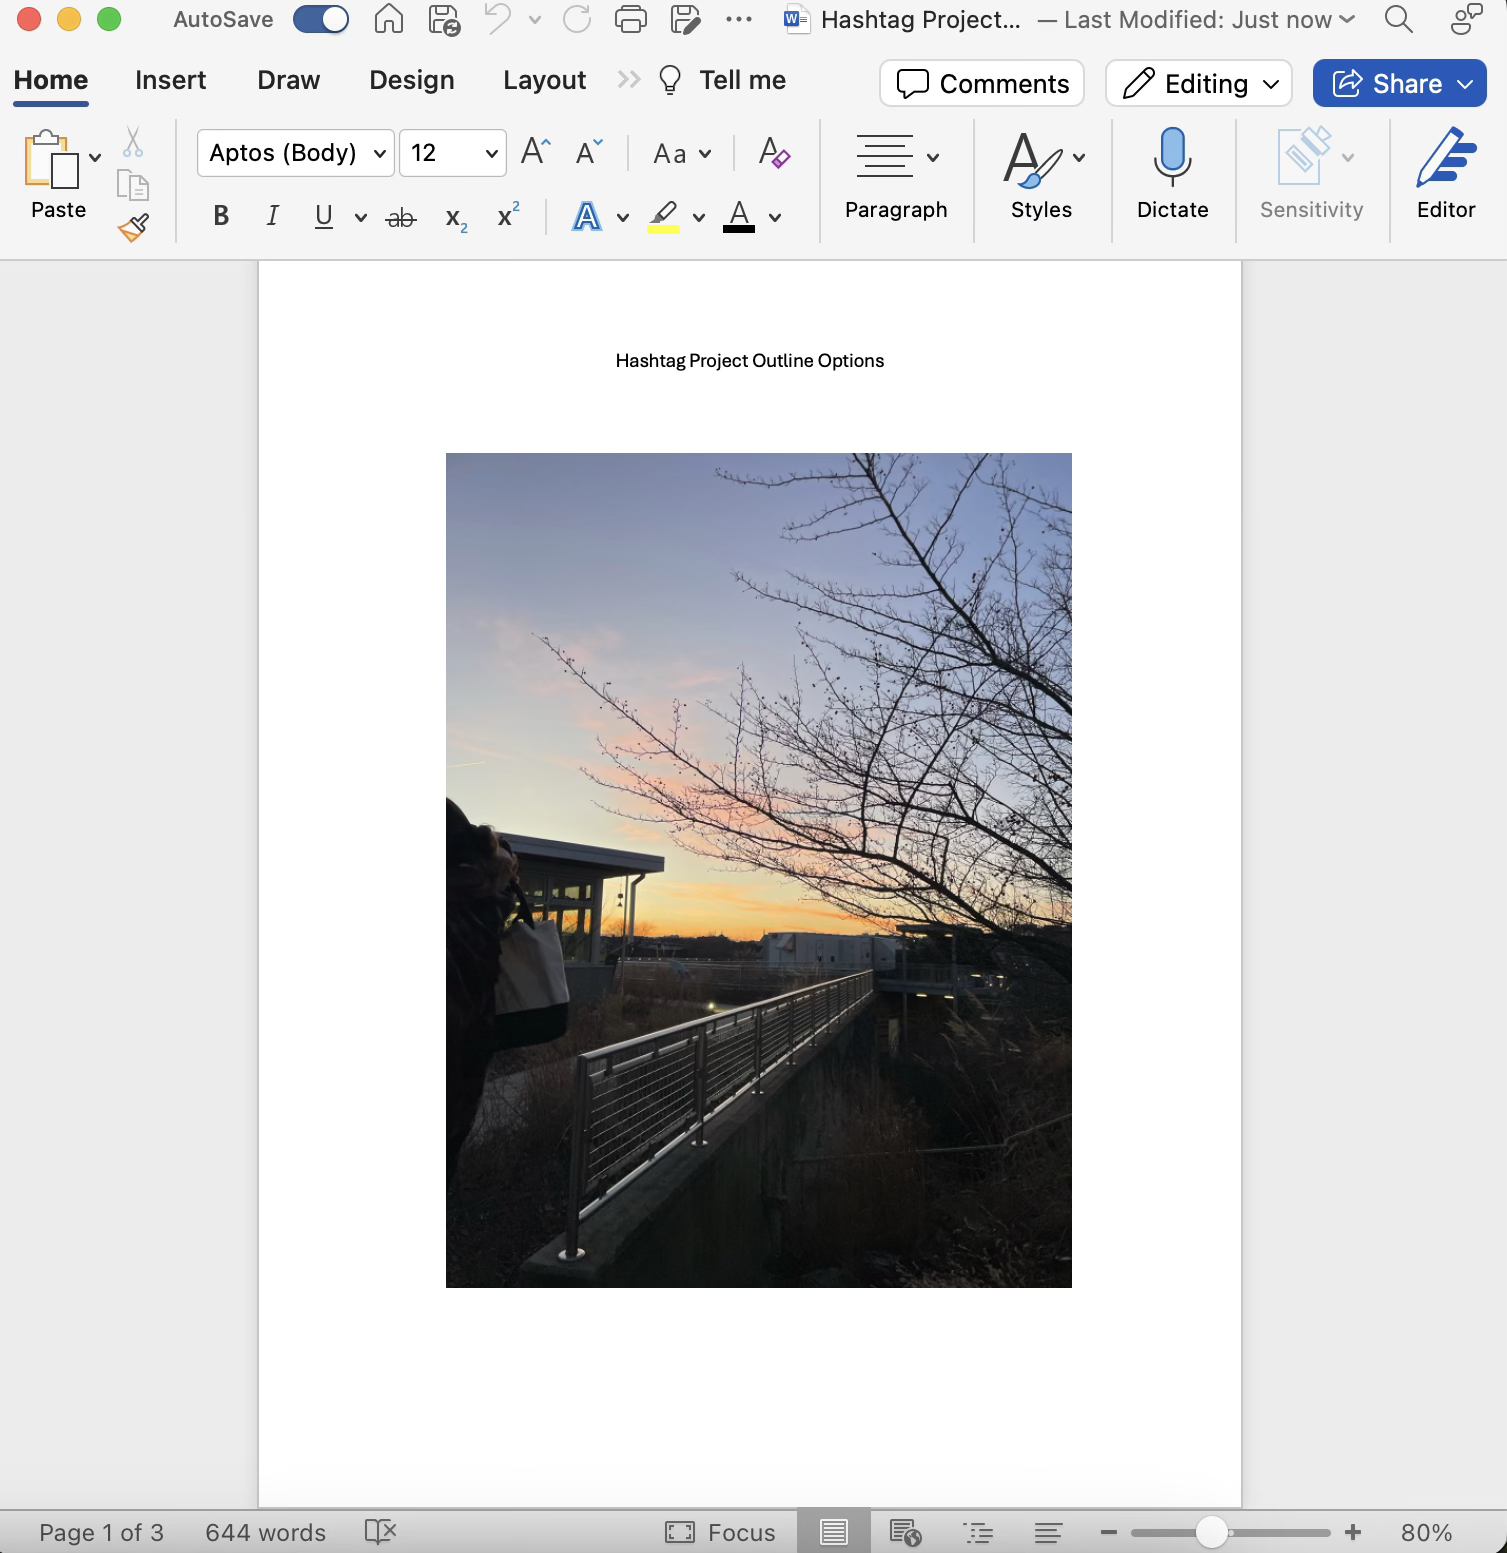 AutoSave
Hashtag Project... — Last Modified: Just now
Home Insert Draw Design Layout Tell me Comments Editing Share
Aptos (Body) 12 A A Aa A
Paste
B I U ab x2 x2 A A
Paragraph Styles Dictate Sensitivity Editor
Hashtag Project Outline Options
Page 1 of 3 644 words Focus 80%